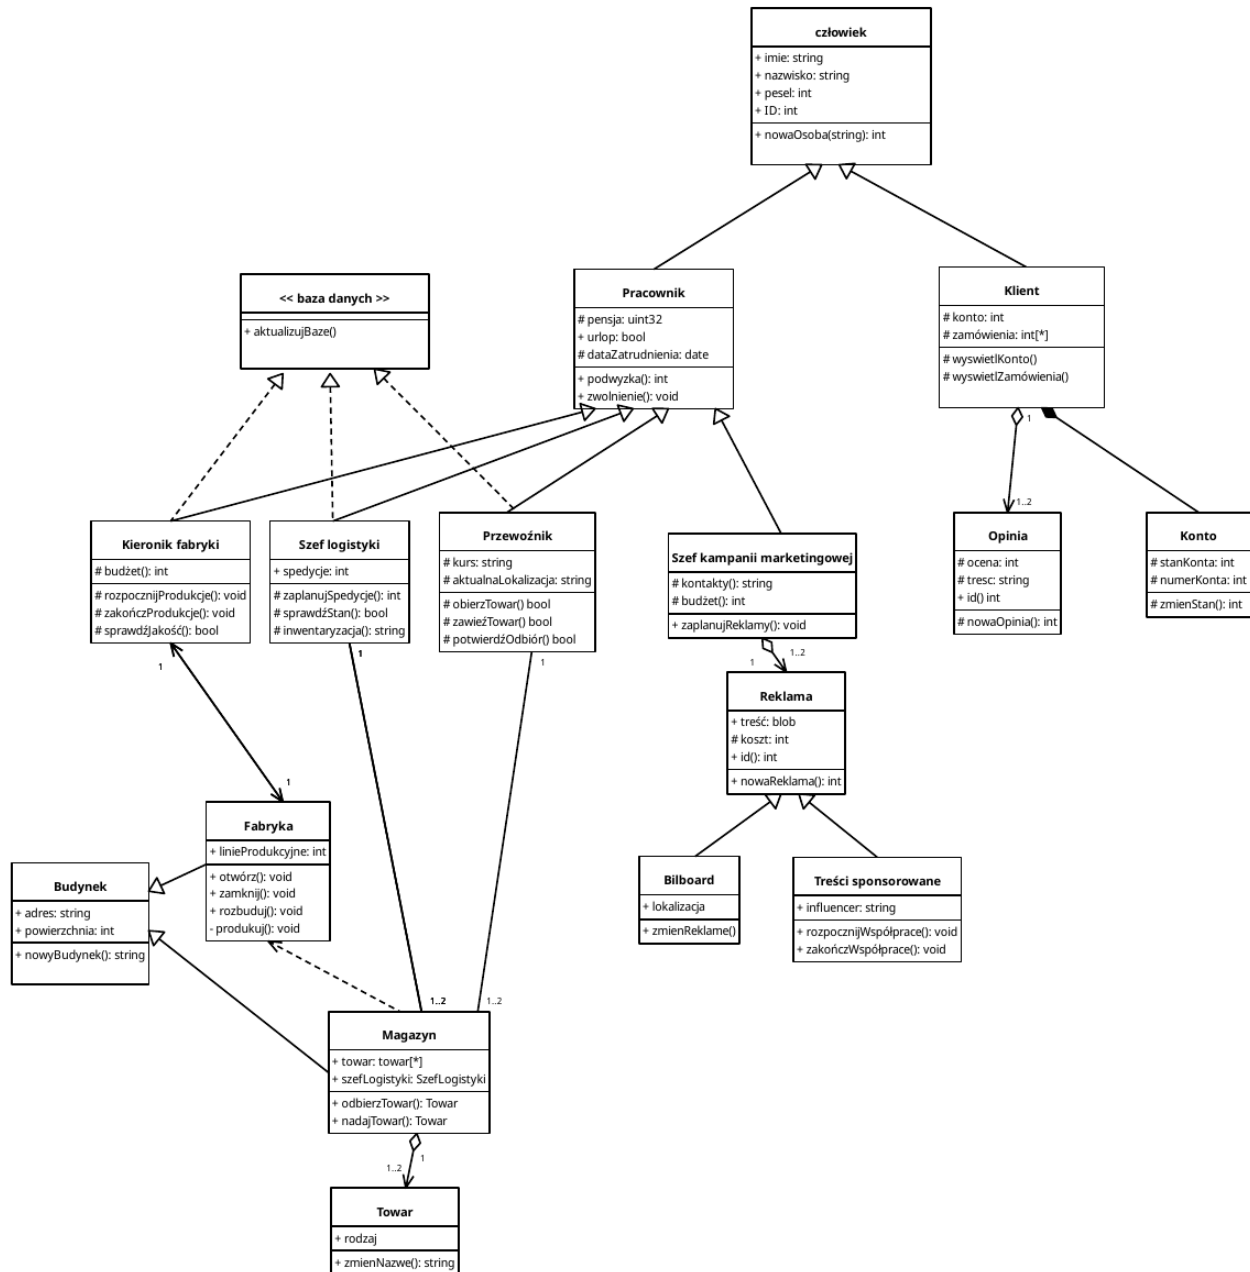 człowiek
+ imie: string
+ nazwisko: string
+ pesel: int
+ ID: int
+ nowaOsoba(string): int
<< baza danych >>
+ aktualizujBaze()
Pracownik
# pensja: uint32
+ urlop: bool
# dataZatrudnienia: date
+ podwyzka(): int
+ zwolnienie(): void
Klient
# konto: int
# zamówienia: int[*]
# wyswietlKonto()
# wyswietlZamówienia()
1
1..2
Kieronik fabryki
# budżet(): int
# rozpocznijProdukcje(): void
# zakończProdukcje(): void
# sprawdźJakość(): bool
1
Szef logistyki
+ spedycje: int
# zaplanujSpedycje(): int
# sprawdźStan(): bool
# inwentaryzacja(): string
1
Przewoźnik
# kurs: string
# aktualnaLokalizacja: string
# obierzTowar() bool
# zawieźTowar() bool
# potwierdźOdbiór() bool
1
Szef kampanii marketingowej
# kontakty(): string
# budżet(): int
+ zaplanujReklamy(): void
1
1..2
Opinia
# ocena: int
# tresc: string
+ id() int
# nowaOpinia(): int
Konto
# stanKonta: int
# numerKonta: int
# zmienStan(): int
Reklama
+ treść: blob
# koszt: int
+ id(): int
+ nowaReklama(): int
1
Fabryka
+ linieProdukcyjne: int
+ otwórz(): void
+ zamknij(): void
+ rozbuduj(): void
- produkuj(): void
Budynek
+ adres: string
+ powierzchnia: int
+ nowyBudynek(): string
Bilboard
+ lokalizacja
+ zmienReklame()
Treści sponsorowane
+ influencer: string
+ rozpocznijWspółprace(): void
+ zakończWspółprace(): void
1..2
1..2
Magazyn
+ towar: towar[*]
+ szefLogistyki: SzefLogistyki
+ odbierzTowar(): Towar
+ nadajTowar(): Towar
1
1..2
Towar
+ rodzaj
+ zmienNazwe(): string